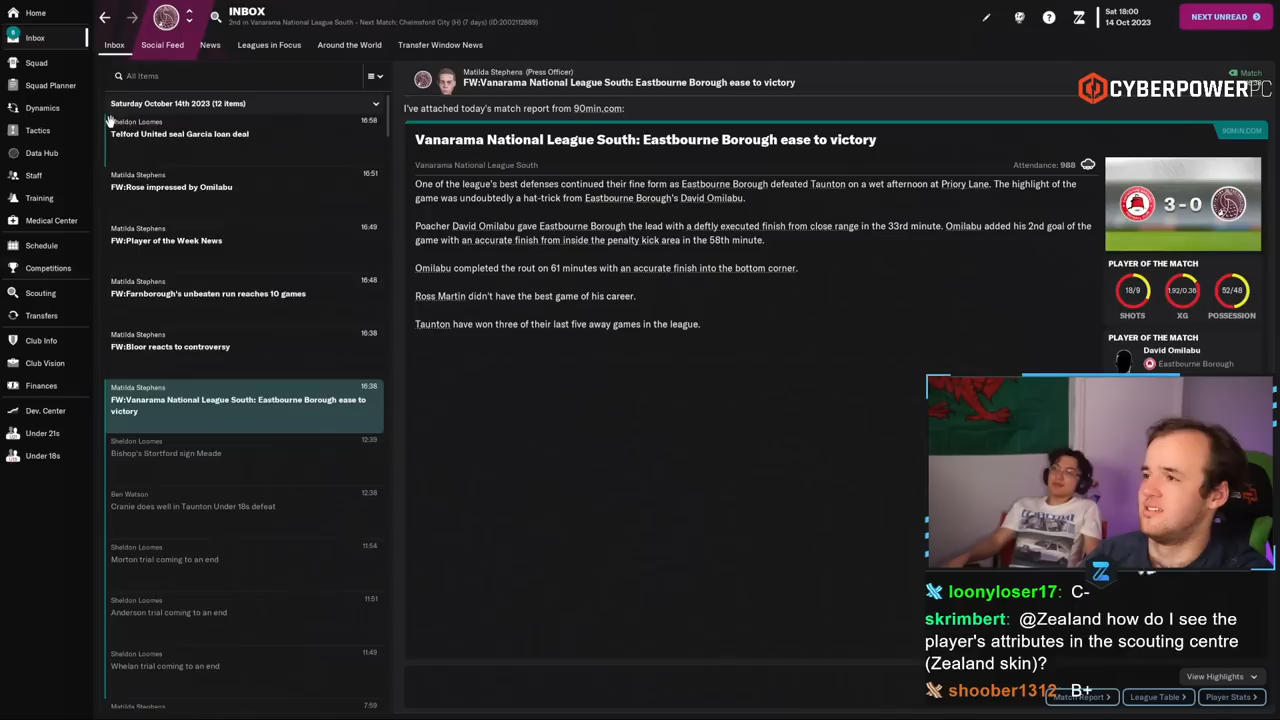 Home
Inbox
6
Squad
Squad Planner
Dynamics
Tactics
Data Hub
Staff
Training
Medical Center
Schedule
Competitions
Scouting
Transfers
Club Info
Club Vision
Finances
Dev. Center
Under 21s
Under 18s
INBOX
2nd in Vanarama National League South - Next Match: Chelmsford City (H) (7 days) (ID:2002112889)
Sat 18:00
14 Oct 2023
NEXT UNREAD
Inbox
Social Feed
News
Leagues in Focus
Around the World
Transfer Window News
All Items
Saturday October 14th 2023 (12 items)
Sheldon Loomes 16:58
Telford United seal Garcia loan deal
Matilda Stephens 16:51
FW:Rose impressed by Omilabu
Matilda Stephens 16:49
FW:Player of the Week News
Matilda Stephens 16:48
FW:Farnborough's unbeaten run reaches 10 games
Matilda Stephens 16:38
FW:Bloor reacts to controversy
Matilda Stephens 16:38
FW:Vanarama National League South: Eastbourne Borough ease to
victory
Sheldon Loomes 12:39
Bishop's Stortford sign Meade
Ben Watson 12:38
Cranie does well in Taunton Under 18s defeat
Sheldon Loomes 11:54
Morton trial coming to an end
Sheldon Loomes 11:51
Anderson trial coming to an end
Sheldon Loomes 11:49
Whelan trial coming to an end
Matilda Stephens 7:59
Matilda Stephens (Press Officer)
FW:Vanarama National League South: Eastbourne Borough ease to victory
Match
CYBERPOWERPC
I've attached today's match report from 90min.com:
90MIN.COM
Vanarama National League South: Eastbourne Borough ease to victory
Vanarama National League South
Attendance: 988
One of the league's best defenses continued their fine form as Eastbourne Borough defeated Taunton on a wet afternoon at Priory Lane. The highlight of the
game was undoubtedly a hat-trick from Eastbourne Borough's David Omilabu.
Poacher David Omilabu gave Eastbourne Borough the lead with a deftly executed finish from close range in the 33rd minute. Omilabu added his 2nd goal of the
game with an accurate finish from inside the penalty kick area in the 58th minute.
Omilabu completed the rout on 61 minutes with an accurate finish into the bottom corner.
Ross Martin didn't have the best game of his career.
Taunton have won three of their last five away games in the league.
3-0
PLAYER OF THE MATCH
18/9
1.92/0.36
52/48
SHOTS
XG
POSSESSION
PLAYER OF THE MATCH
David Omilabu
Eastbourne Borough
loonyloser17: C-
skrimbert: @Zealand how do I see the
player's attributes in the scouting centre
(Zealand skin)?
shoober1312: B+
View Highlights
Match Report
League Table
Player Stats